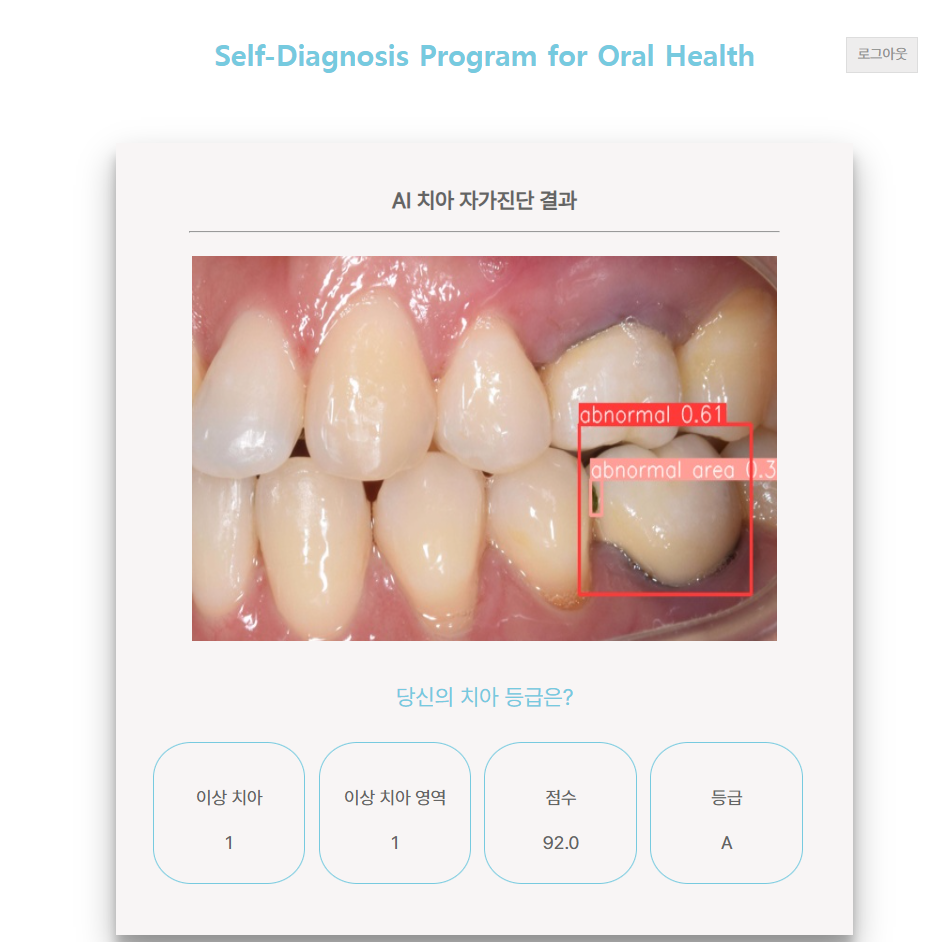 Self-Diagnosis Program for Oral Health
로그아웃
AI 치아 자가진단 결과
abnormal 0.61
abnormal area 0.3
당신의 치아 등급은?
이상 치아
1
이상 치아 영역
1
점수
92.0
등급
A